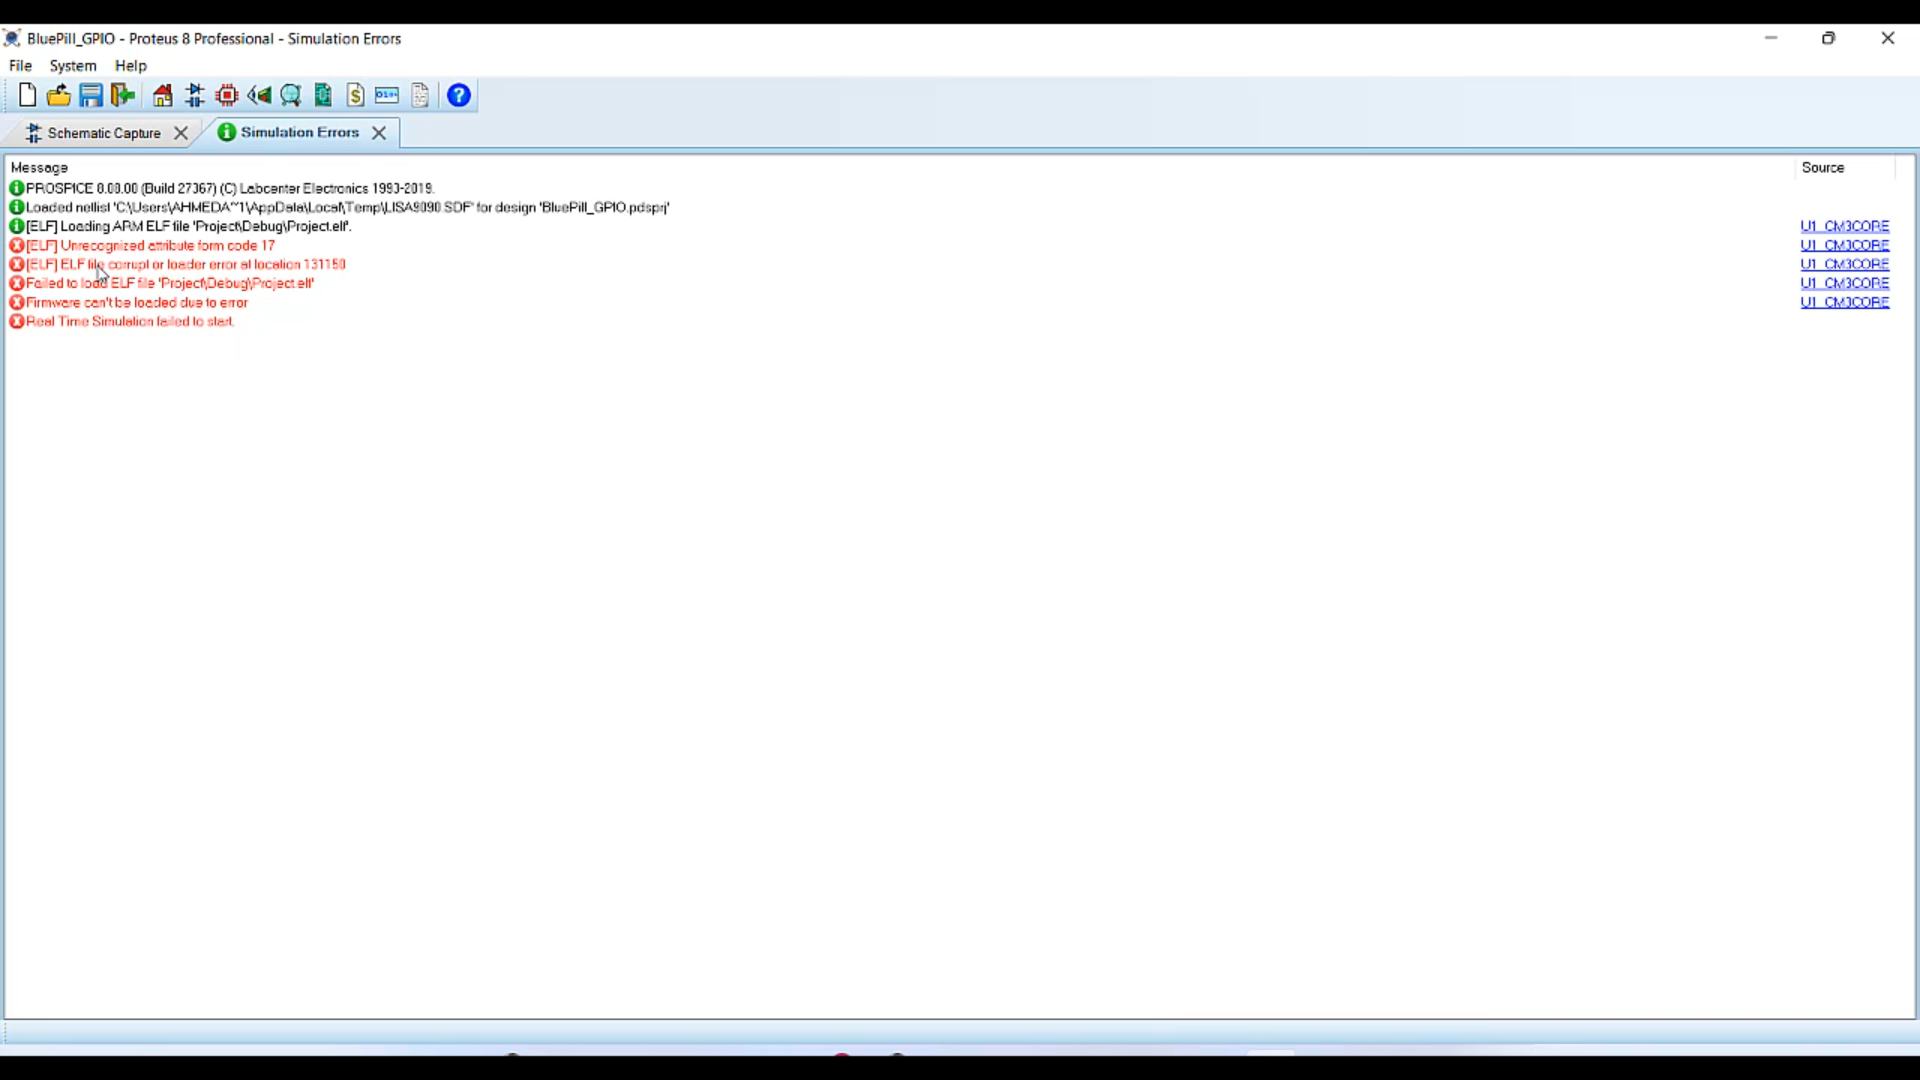 BluePill_GPIO - Proteus 8 Professional - Simulation Errors
File System Help
Schematic Capture Simulation Errors
Message Source
PROSPICE 8.09.00 (Build 27367) (C) Labcenter Electronics 1993-2019.
Loaded netlist 'C:\Users\AHMEDA~1\AppData\Local\Temp\LISA9090.SDF' for design 'BluePill_GPIO.pdsprj'
[ELF] Loading ARM ELF file 'Project\Debug\Project.elf'. U1_CM3CORE
[ELF] Unrecognized attribute form code 17 U1_CM3CORE
[ELF] ELF file corrupt or loader error at location 131150 U1_CM3CORE
Failed to load ELF file 'Project\Debug\Project.elf' U1_CM3CORE
Firmware can't be loaded due to error U1_CM3CORE
Real Time Simulation failed to start.